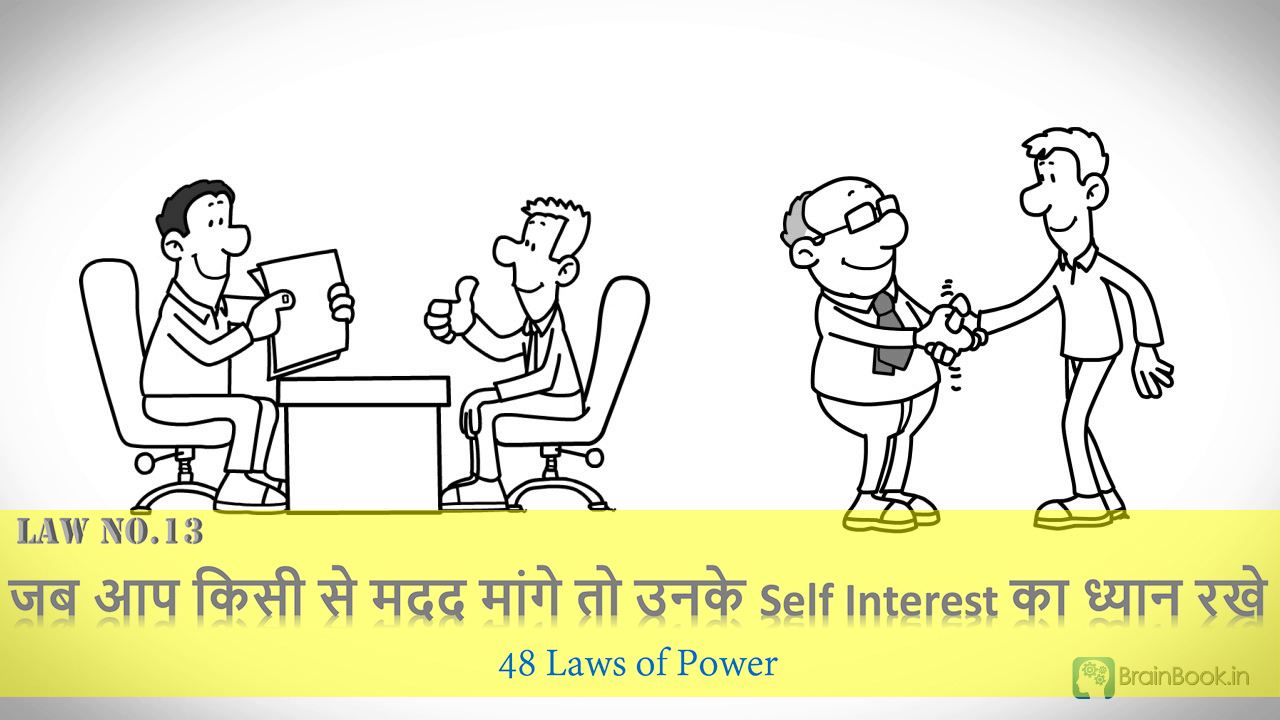 LAW NO.13
जब आप किसी से मदद मांगे तो उनके Self Interest का ध्यान रखे
48 Laws of Power
BrainBook.in